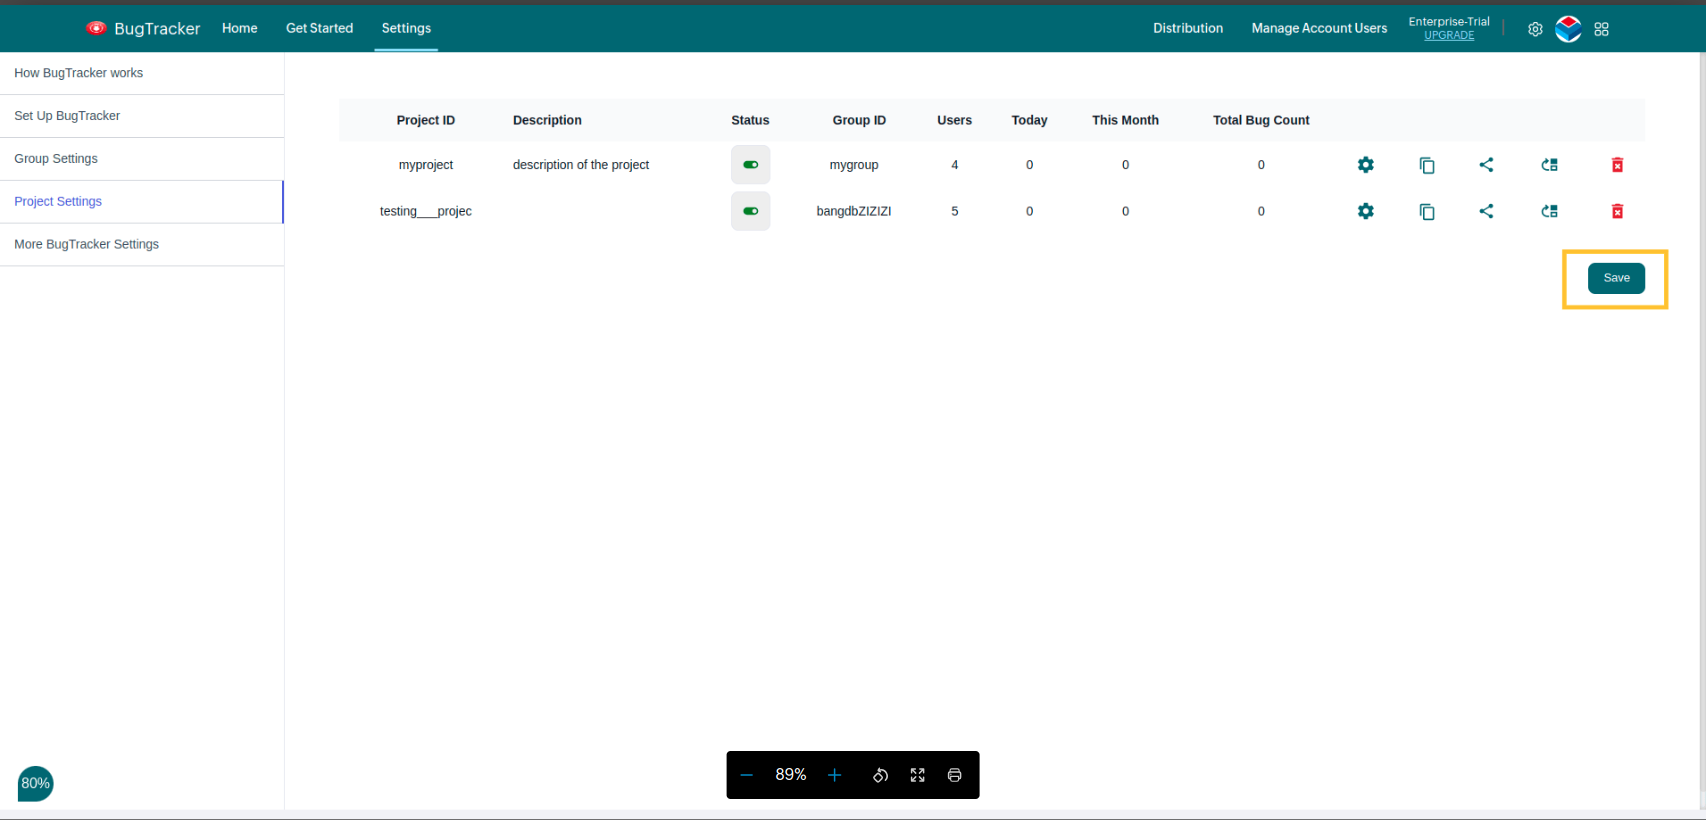 BugTracker Home Get Started Settings Distribution Manage Account Users Enterprise-Trial
UPGRADE
How BugTracker works
Set Up BugTracker
Group Settings
Project Settings
More BugTracker Settings
Project ID Description Status Group ID Users Today This Month Total Bug Count
myproject description of the project mygroup 4 0 0 0
testing___projec bangdbZIZIZI 5 0 0 0
Save
80%
89%